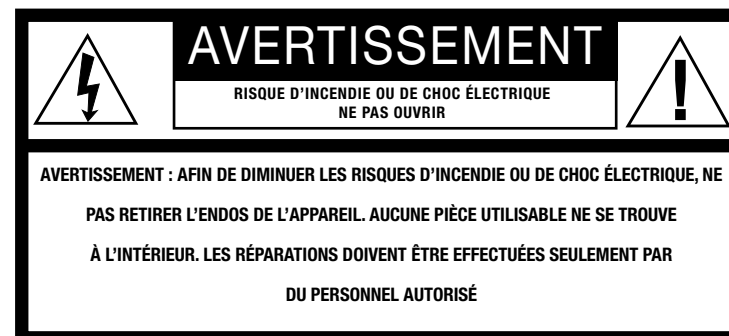 AVERTISSEMENT
RISQUE D'INCENDIE OU DE CHOC ÉLECTRIQUE
NE PAS OUVRIR
AVERTISSEMENT : AFIN DE DIMINUER LES RISQUES D'INCENDIE OU DE CHOC ÉLECTRIQUE, NE
PAS RETIRER L'ENDOS DE L'APPAREIL. AUCUNE PIÈCE UTILISABLE NE SE TROUVE
À L'INTÉRIEUR. LES RÉPARATIONS DOIVENT ÊTRE EFFECTUÉES SEULEMENT PAR
DU PERSONNEL AUTORISÉ